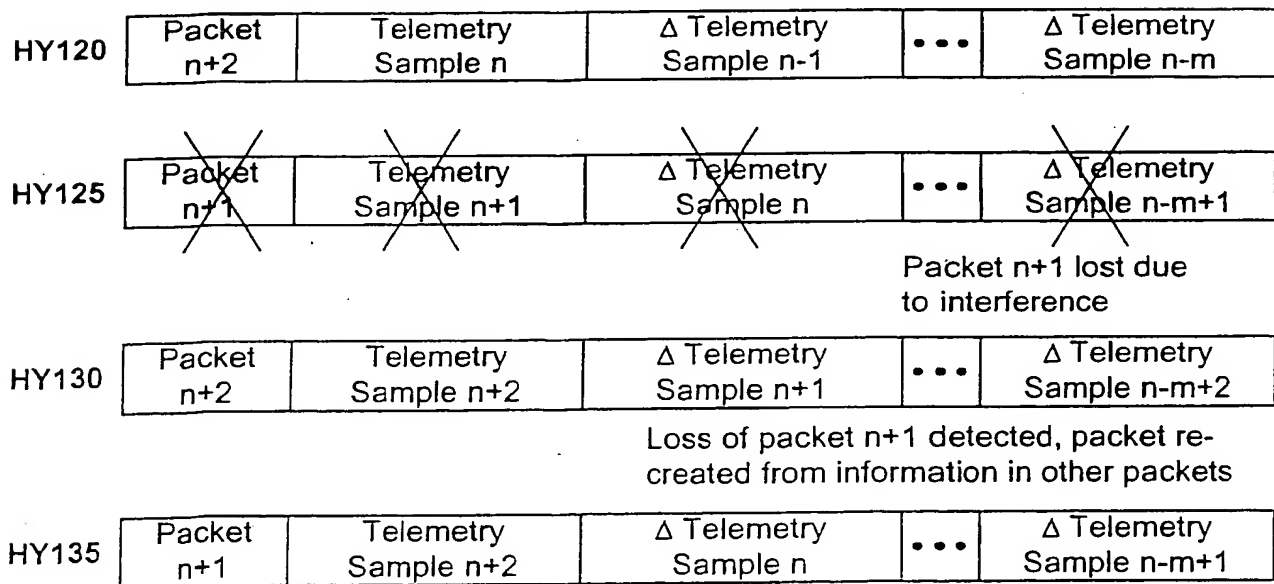 HY120 Packet n+2 Telemetry Sample n Δ Telemetry Sample n-1 ••• Δ Telemetry Sample n-m
HY125 Packet n+1 Telemetry Sample n+1 Δ Telemetry Sample n ••• Δ Telemetry Sample n-m+1
Packet n+1 lost due
to interference
HY130 Packet n+2 Telemetry Sample n+2 Δ Telemetry Sample n+1 ••• Δ Telemetry Sample n-m+2
Loss of packet n+1 detected, packet re-
created from information in other packets
HY135 Packet n+1 Telemetry Sample n+2 Δ Telemetry Sample n ••• Δ Telemetry Sample n-m+1